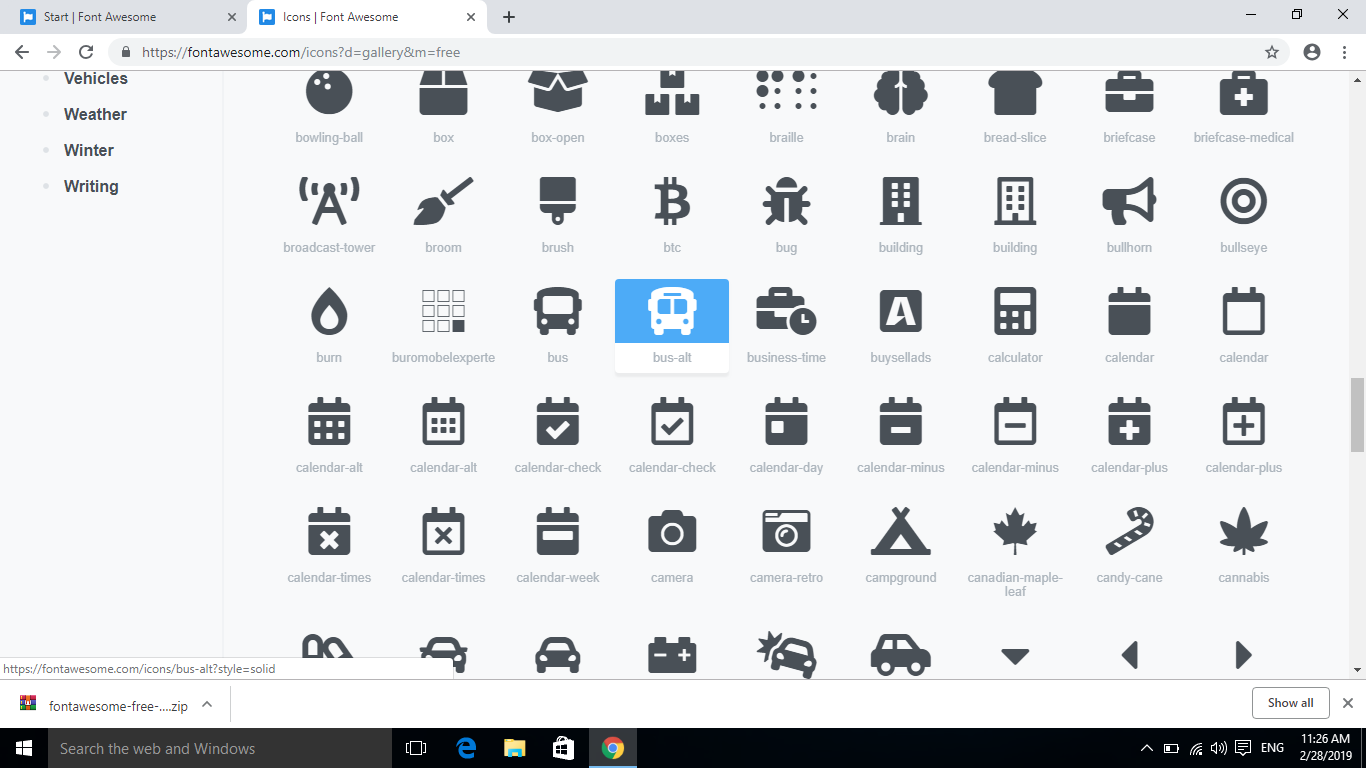 Start | Font Awesome
Icons | Font Awesome
https://fontawesome.com/icons?d=gallery&m=free
Vehicles
Weather
Winter
Writing
bowling-ball box box-open boxes braille brain bread-slice briefcase briefcase-medical
broadcast-tower broom brush btc bug building building bullhorn bullseye
burn buromobelexperte bus bus-alt business-time buysellads calculator calendar calendar
calendar-alt calendar-alt calendar-check calendar-check calendar-day calendar-minus calendar-minus calendar-plus calendar-plus
calendar-times calendar-times calendar-week camera camera-retro campground canadian-maple-
leaf candy-cane cannabis
https://fontawesome.com/icons/bus-alt?style=solid
fontawesome-free-....zip
Show all
Search the web and Windows
ENG
11:26 AM
2/28/2019